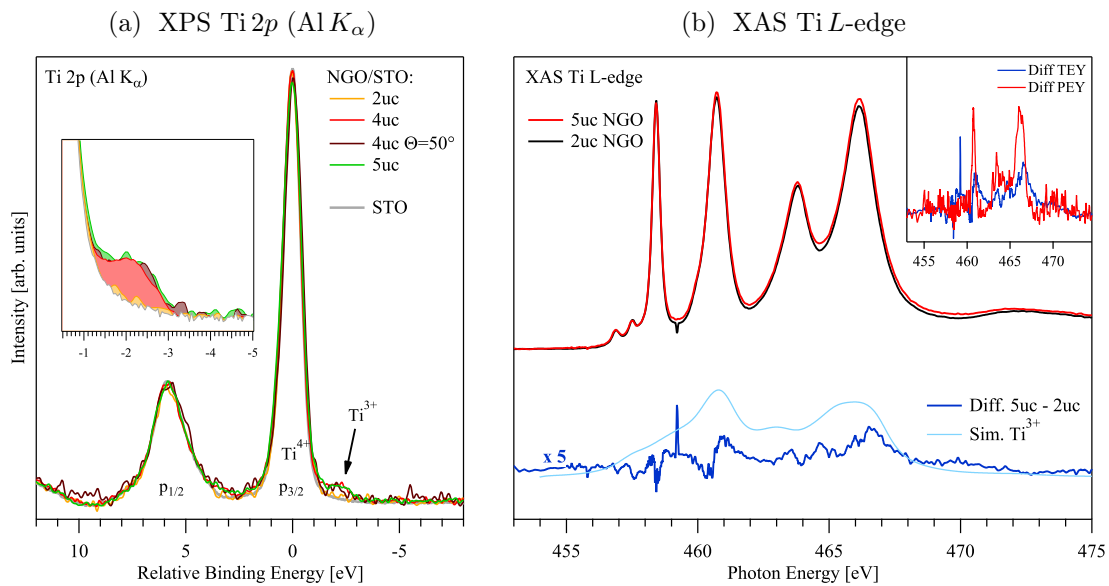 (a) XPS Ti 2p (Al Kα)
Ti 2p (Al Kα)
NGO/STO:
2uc
4uc
4uc Θ=50°
5uc
STO
-1 -2 -3 -4 -5
Ti3+
Ti4+
p1/2
p3/2
10 5 0 -5
Relative Binding Energy [eV]
Intensity [arb. units]
(b) XAS Ti L-edge
XAS Ti L-edge
5uc NGO
2uc NGO
Diff TEY
Diff PEY
455 460 465 470
Diff. 5uc - 2uc
Sim. Ti3+
x 5
455 460 465 470 475
Photon Energy [eV]